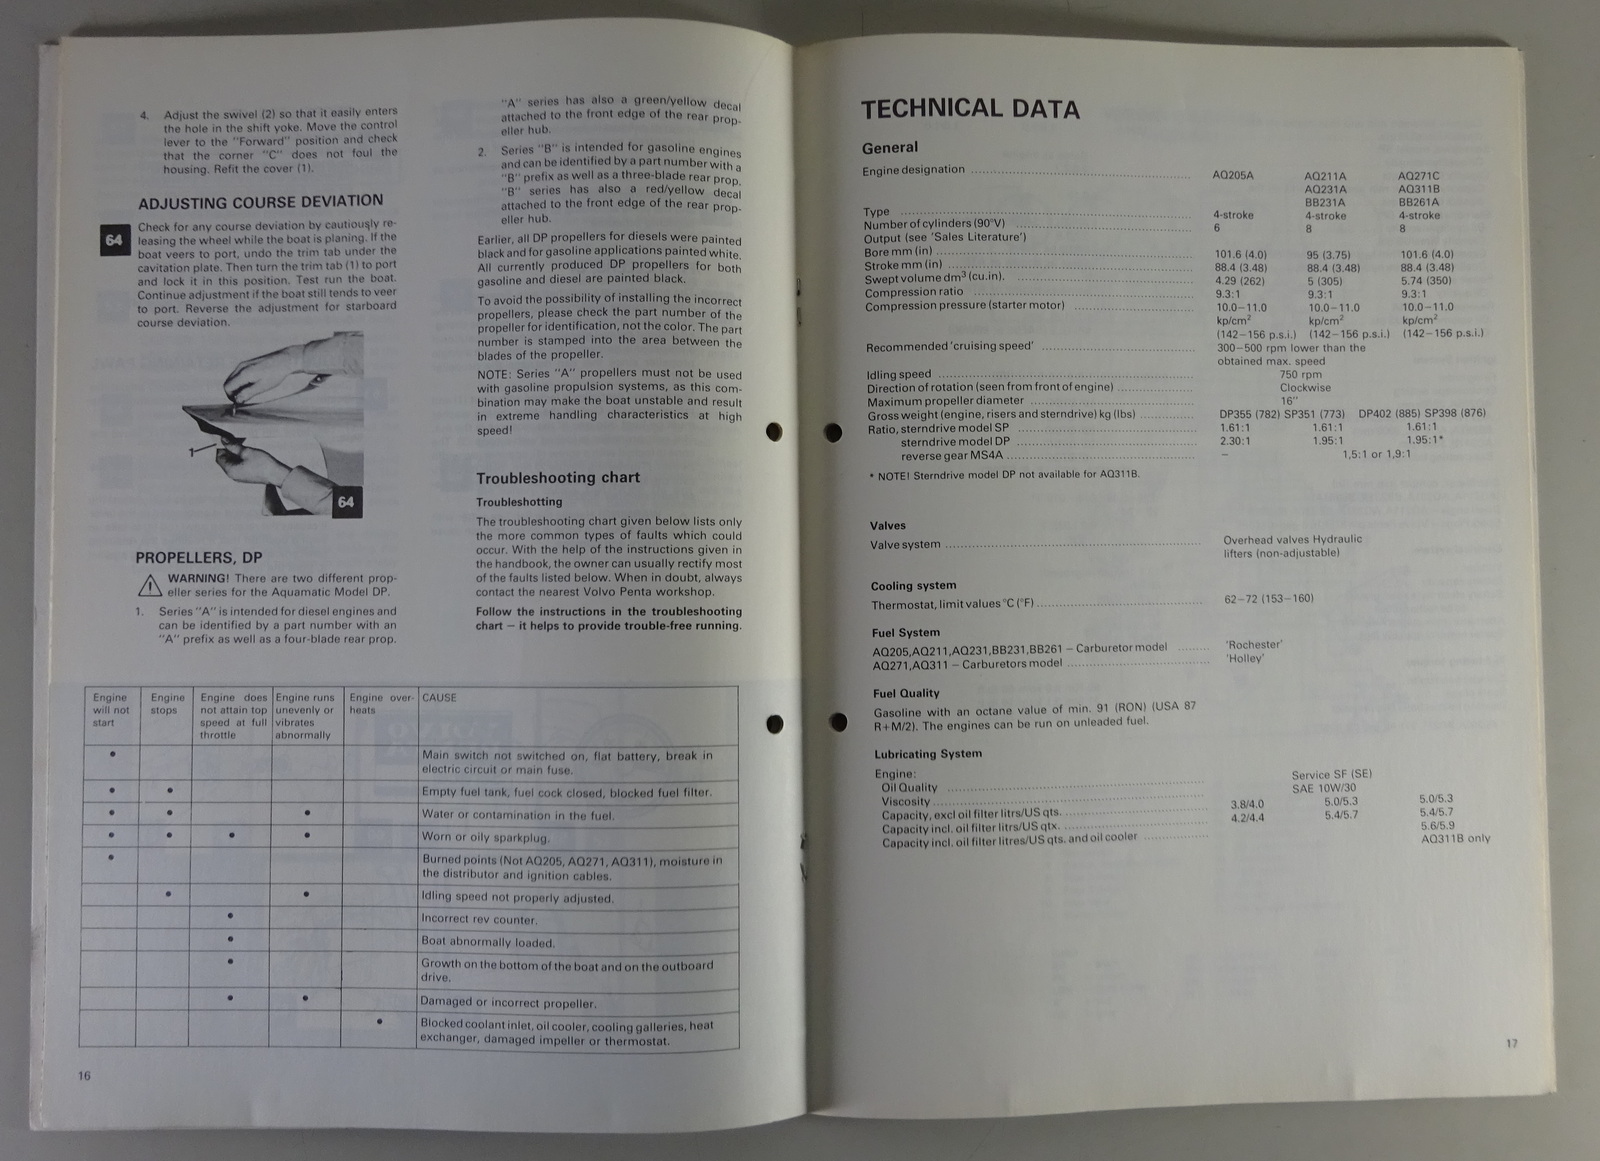 4. Adjust the swivel (2) so that it easily enters
the hole in the shift yoke. Move the control
lever to the "Forward" position and check
that the corner "C" does not foul the
housing. Refit the cover (1).
ADJUSTING COURSE DEVIATION
64
Check for any course deviation by cautiously re-
leasing the wheel while the boat is planing. If the
boat veers to port, undo the trim tab under the
cavitation plate. Then turn the trim tab (1) to port
and lock it in this position. Test run the boat.
Continue adjustment if the boat still tends to veer
to port. Reverse the adjustment for starboard
course deviation.
1
64
PROPELLERS, DP
WARNING! There are two different prop-
eller series for the Aquamatic Model DP.
1. Series "A" is intended for diesel engines and
can be identified by a part number with an
"A" prefix as well as a four-blade rear prop.
"A" series has also a green/yellow decal
attached to the front edge of the rear prop-
eller hub.
2. Series "B" is intended for gasoline engines
and can be identified by a part number with a
"B" prefix as well as a three-blade rear prop.
"B" series has also a red/yellow decal
attached to the front edge of the rear prop-
eller hub.
Earlier, all DP propellers for diesels were painted
black and for gasoline applications painted white.
All currently produced DP propellers for both
gasoline and diesel are painted black.
To avoid the possibility of installing the incorrect
propellers, please check the part number of the
propeller for identification, not the color. The part
number is stamped into the area between the
blades of the propeller.
NOTE: Series "A" propellers must not be used
with gasoline propulsion systems, as this com-
bination may make the boat unstable and result
in extreme handling characteristics at high
speed!
Troubleshooting chart
Troubleshotting
The troubleshooting chart given below lists only
the more common types of faults which could
occur. With the help of the instructions given in
the handbook, the owner can usually rectify most
of the faults listed below. When in doubt, always
contact the nearest Volvo Penta workshop.
Follow the instructions in the troubleshooting
chart – it helps to provide trouble-free running.
Engine will not start | Engine stops | Engine does not attain top speed at full throttle | Engine runs unevenly or vibrates abnormally | Engine over-heats | CAUSE
• Main switch not switched on, flat battery, break in
electric circuit or main fuse.
• • Empty fuel tank, fuel cock closed, blocked fuel filter.
• • • Water or contamination in the fuel.
• • • • Worn or oily sparkplug.
• Burned points (Not AQ205, AQ271, AQ311), moisture in
the distributor and ignition cables.
• • Idling speed not properly adjusted.
• Incorrect rev counter.
• Boat abnormally loaded.
• Growth on the bottom of the boat and on the outboard
drive.
• • Damaged or incorrect propeller.
• Blocked coolant inlet, oil cooler, cooling galleries, heat
exchanger, damaged impeller or thermostat.
16
TECHNICAL DATA
General
Engine designation AQ205A AQ211A AQ271C
AQ231A AQ311B
BB231A BB261A
Type 4-stroke 4-stroke 4-stroke
Number of cylinders (90°V) 6 8 8
Output (see 'Sales Literature')
Bore mm (in) 101.6 (4.0) 95 (3.75) 101.6 (4.0)
Stroke mm (in) 88.4 (3.48) 88.4 (3.48) 88.4 (3.48)
Swept volume dm³ (cu.in). 4.29 (262) 5 (305) 5.74 (350)
Compression ratio 9.3:1 9.3:1 9.3:1
Compression pressure (starter motor) 10.0–11.0 10.0–11.0 10.0–11.0
kp/cm² kp/cm² kp/cm²
(142–156 p.s.i.) (142–156 p.s.i.) (142–156 p.s.i.)
Recommended 'cruising speed' 300–500 rpm lower than the
obtained max. speed
Idling speed 750 rpm
Direction of rotation (seen from front of engine) Clockwise
Maximum propeller diameter 16"
Gross weight (engine, risers and sterndrive) kg (lbs) DP355 (782) SP351 (773) DP402 (885) SP398 (876)
Ratio, sterndrive model SP 1.61:1 1.61:1 1.61:1
sterndrive model DP 2.30:1 1.95:1 1.95:1*
reverse gear MS4A – 1,5:1 or 1,9:1
* NOTE! Sterndrive model DP not available for AQ311B.
Valves
Valve system Overhead valves Hydraulic
lifters (non-adjustable)
Cooling system
Thermostat, limit values °C (°F) 62–72 (153–160)
Fuel System
AQ205,AQ211,AQ231,BB231,BB261 – Carburetor model 'Rochester'
AQ271,AQ311 – Carburetors model 'Holley'
Fuel Quality
Gasoline with an octane value of min. 91 (RON) (USA 87
R+M/2). The engines can be run on unleaded fuel.
Lubricating System
Engine:
Oil Quality Service SF (SE)
Viscosity SAE 10W/30
Capacity, excl oil filter litrs/US qts. 3.8/4.0 5.0/5.3 5.0/5.3
Capacity incl. oil filter litrs/US qtx. 4.2/4.4 5.4/5.7 5.4/5.7
Capacity incl. oil filter litres/US qts. and oil cooler 5.6/5.9
AQ311B only
17